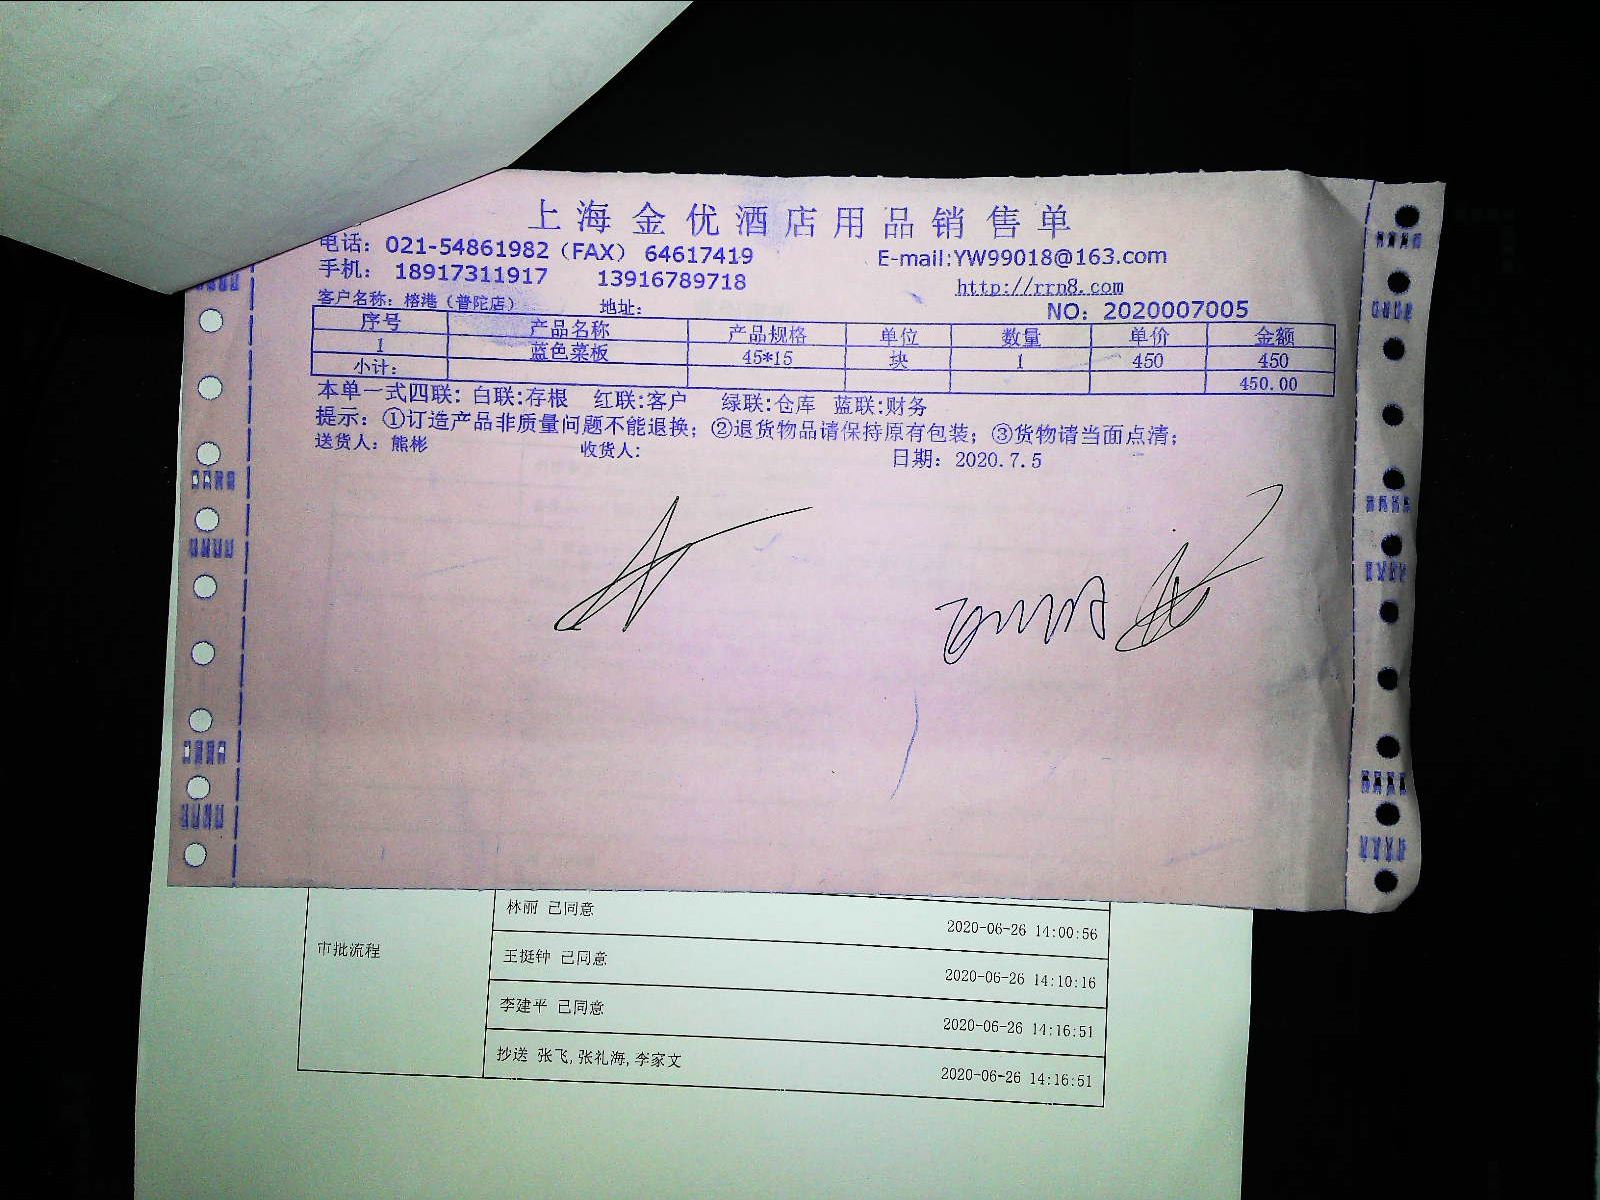 上海金优酒店用品销售单
电话：021-54861982（FAX） 64617419 E-mail:YW99018@163.com
手机： 18917311917 13916789718 http://rrn8.com
客户名称：榕港（普陀店） 地址： NO：2020007005
序号 产品名称 产品规格 单位 数量 单价 金额
1 蓝色菜板 45*15 块 1 450 450
小计： 450.00
本单一式四联：白联:存根 红联:客户 绿联:仓库 蓝联:财务
提示：①订造产品非质量问题不能退换；②退货物品请保持原有包装；③货物请当面点清；
送货人：熊彬 收货人: 日期：2020.7.5
审批流程
林丽 已同意 2020-06-26 14:00:56
王挺钟 已同意 2020-06-26 14:10:16
李建平 已同意 2020-06-26 14:16:51
抄送 张飞,张礼海,李家文 2020-06-26 14:16:51